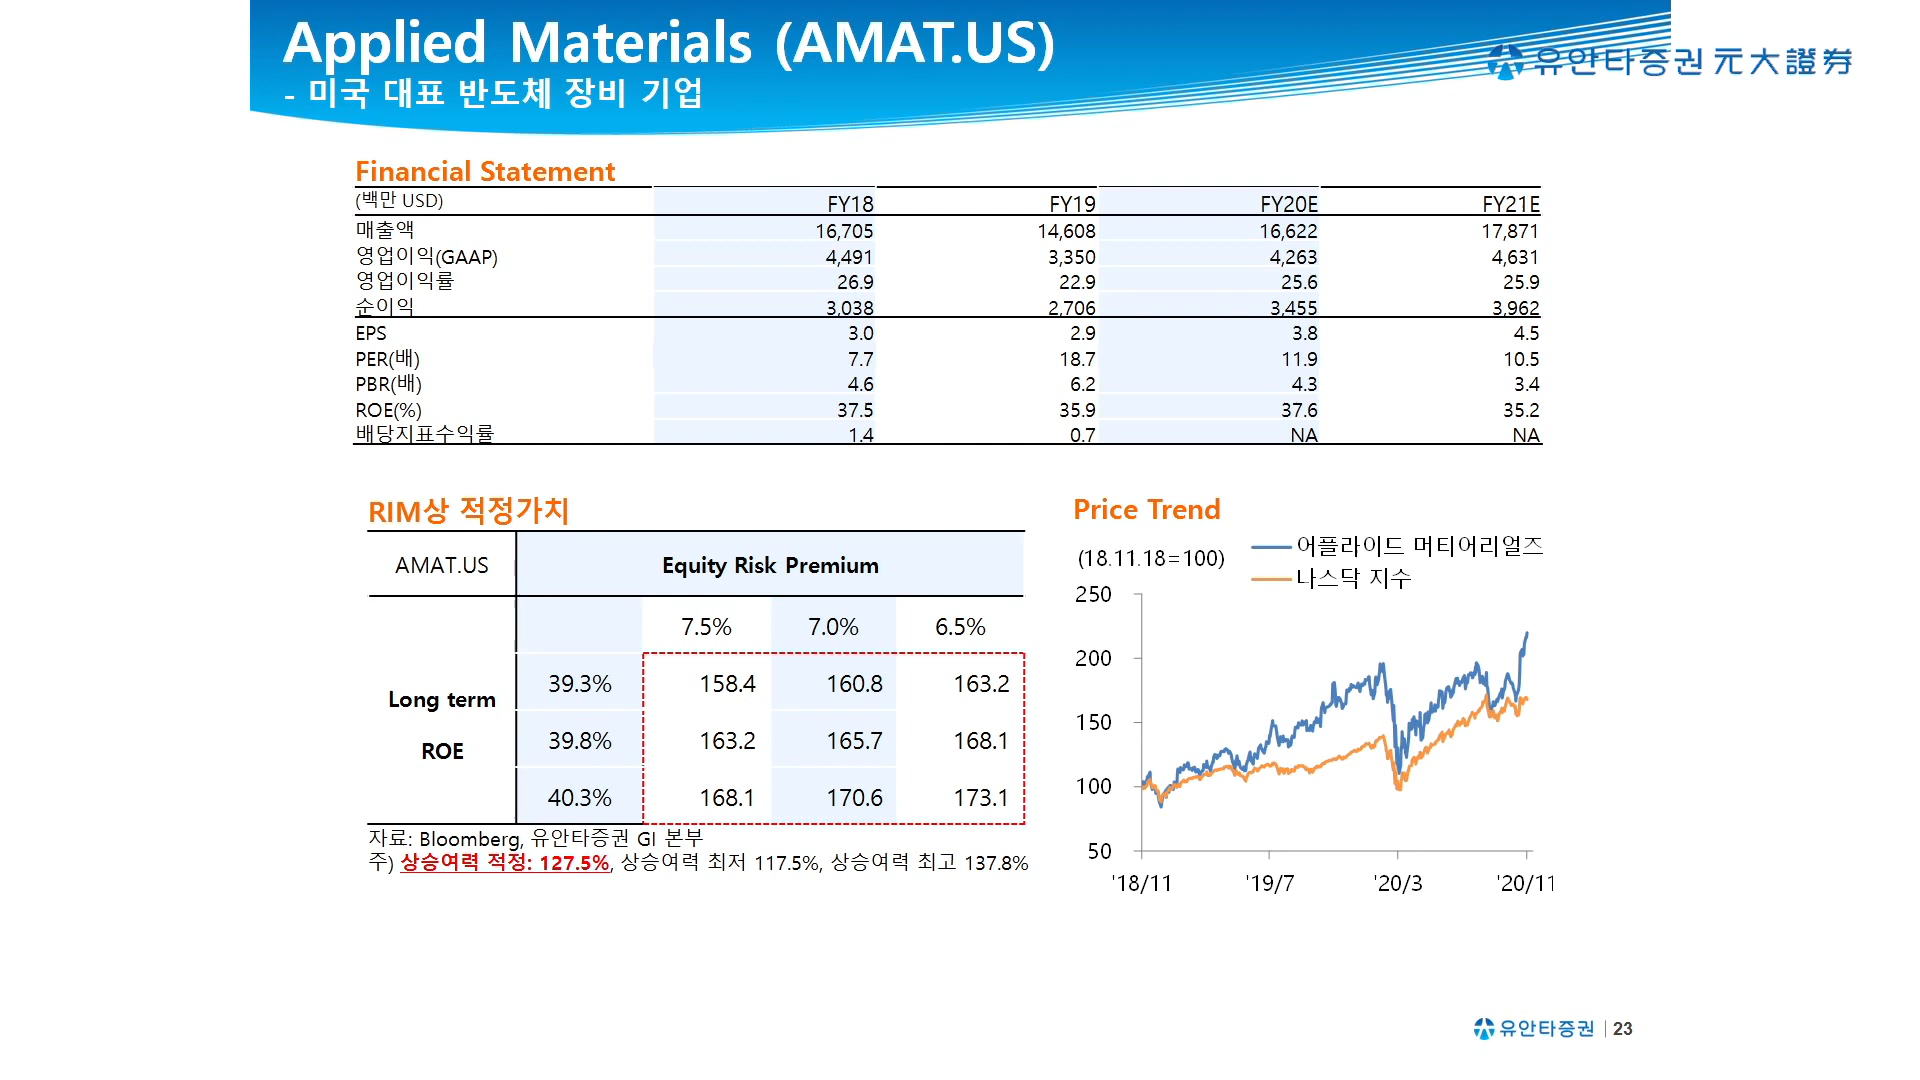 Applied Materials (AMAT.US)
- 미국 대표 반도체 장비 기업
유안타증권 元大證券
Financial Statement
(백만 USD) FY18 FY19 FY20E FY21E
매출액 16,705 14,608 16,622 17,871
영업이익(GAAP) 4,491 3,350 4,263 4,631
영업이익률 26.9 22.9 25.6 25.9
순이익 3,038 2,706 3,455 3,962
EPS 3.0 2.9 3.8 4.5
PER(배) 7.7 18.7 11.9 10.5
PBR(배) 4.6 6.2 4.3 3.4
ROE(%) 37.5 35.9 37.6 35.2
배당지표수익률 1.4 0.7 NA NA
RIM상 적정가치
AMAT.US Equity Risk Premium
7.5% 7.0% 6.5%
Long term
ROE
39.3% 158.4 160.8 163.2
39.8% 163.2 165.7 168.1
40.3% 168.1 170.6 173.1
자료: Bloomberg, 유안타증권 GI 본부
주) 상승여력 적정: 127.5%, 상승여력 최저 117.5%, 상승여력 최고 137.8%
Price Trend
(18.11.18=100)
어플라이드 머티어리얼즈
나스닥 지수
250
200
150
100
50
'18/11 '19/7 '20/3 '20/11
유안타증권 | 23